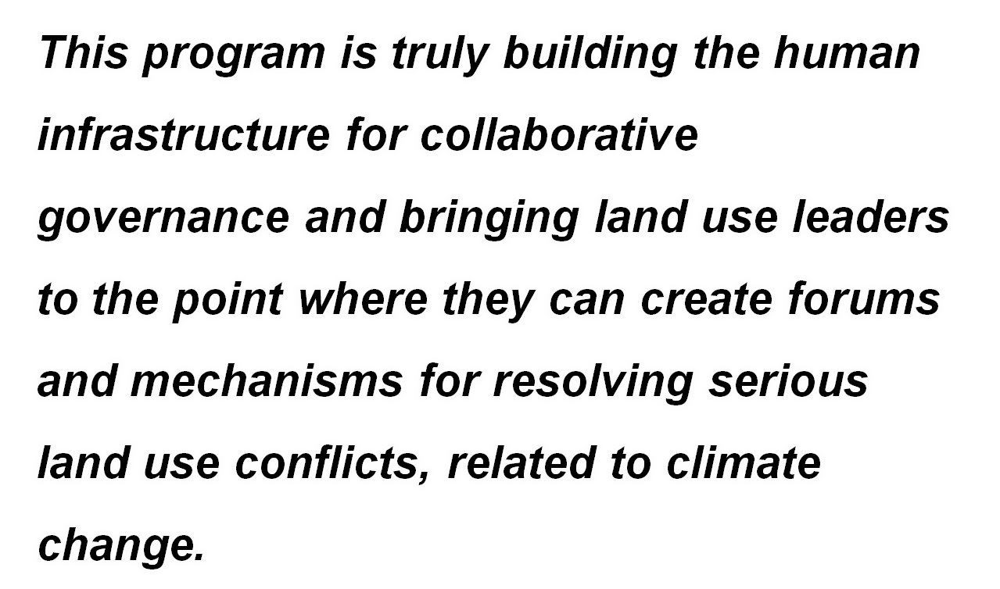 This program is truly building the human
infrastructure for collaborative
governance and bringing land use leaders
to the point where they can create forums
and mechanisms for resolving serious
land use conflicts, related to climate
change.